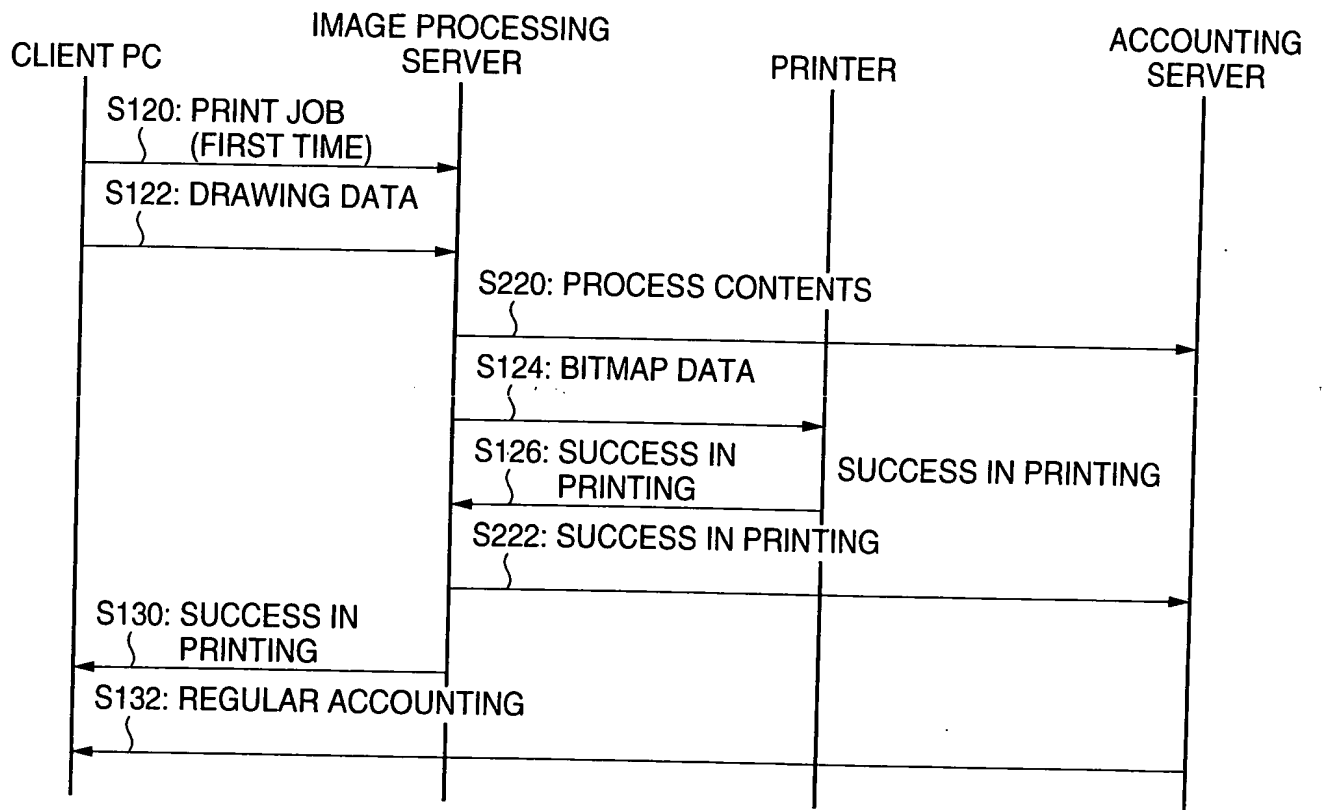 CLIENT PC
IMAGE PROCESSING
SERVER
PRINTER
ACCOUNTING
SERVER
S120: PRINT JOB
(FIRST TIME)
S122: DRAWING DATA
S220: PROCESS CONTENTS
S124: BITMAP DATA
S126: SUCCESS IN
PRINTING
SUCCESS IN PRINTING
S222: SUCCESS IN PRINTING
S130: SUCCESS IN
PRINTING
S132: REGULAR ACCOUNTING